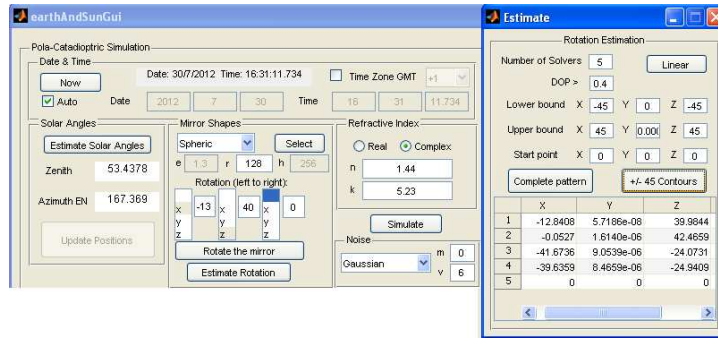 earthAndSunGui
Pola-Catadioptric Simulation
Date & Time
Now
Date: 30/7/2012 Time: 16:31:11.734
Time Zone GMT +1
Auto Date 2012 7 30 Time 16 31 11.734
Solar Angles
Estimate Solar Angles
Zenith 53.4378
Azimuth EN 167.369
Update Positions
Mirror Shapes
Spheric Select
e 1.3 r 128 h 256
Rotation (left to right):
x -13 x 40 x 0
y y y
z z z
Rotate the mirror
Estimate Rotation
Refractive Index
Real Complex
n 1.44
k 5.23
Simulate
Noise
Gaussian m 0
v 6
Estimate
Rotation Estimation
Number of Solvers 5 Linear
DOP > 0.4
Lower bound X -45 Y 0 Z -45
Upper bound X 45 Y 0.000 Z 45
Start point X 0 Y 0 Z 0
Complete pattern +/- 45 Contours
X Y Z
1 -12.8408 5.7186e-08 39.9844
2 -0.0527 1.6140e-06 42.4659
3 -41.6736 9.0539e-06 -24.0731
4 -39.6359 8.4659e-06 -24.9409
5 0 0 0